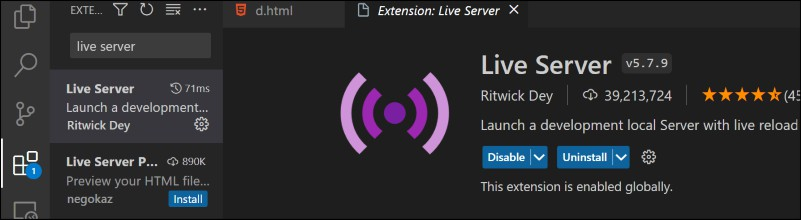 EXTE...
d.html
Extension: Live Server
live server
Live Server
71ms
Launch a development...
Ritwick Dey
Live Server P...
890K
Preview your HTML file...
negokaz
Install
1
Live Server
v5.7.9
Ritwick Dey
39,213,724
Launch a development local Server with live reload
Disable
Uninstall
This extension is enabled globally.